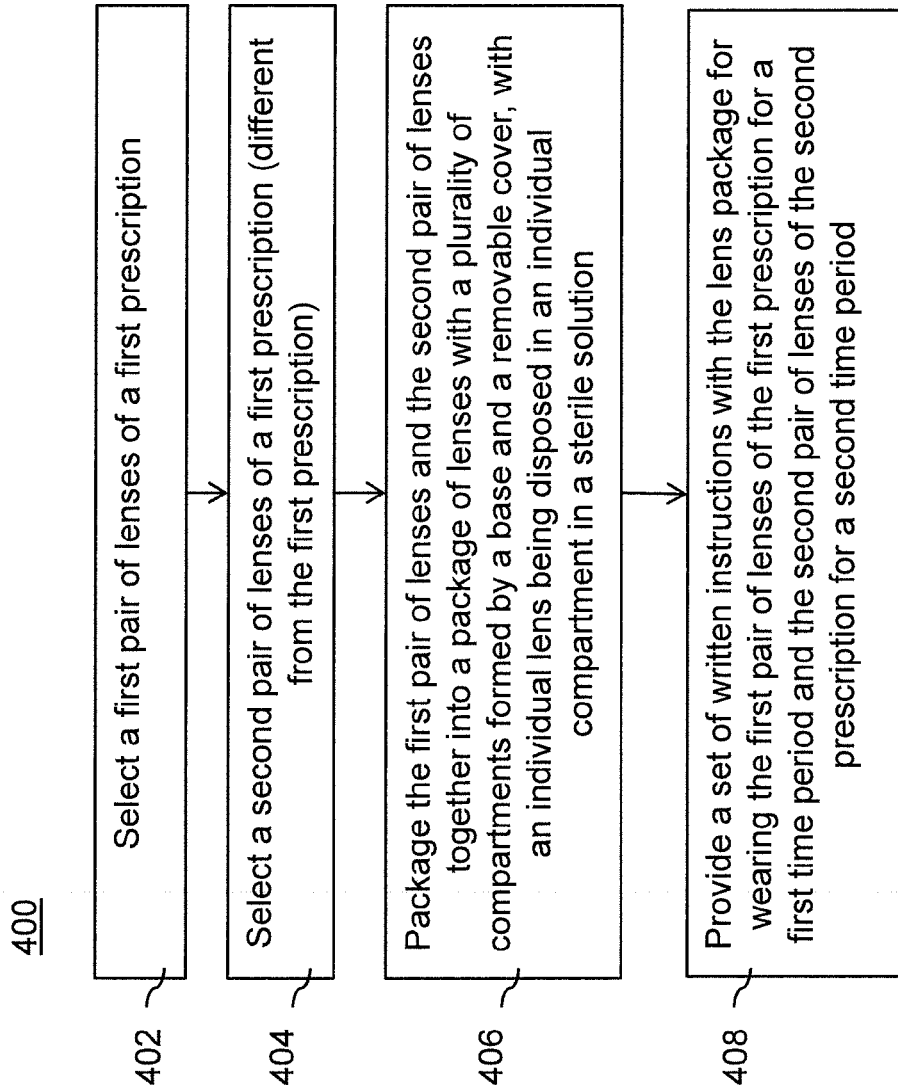 400
402
Select a first pair of lenses of a first prescription
404
Select a second pair of lenses of a first prescription (different
from the first prescription)
406
Package the first pair of lenses and the second pair of lenses
together into a package of lenses with a plurality of
compartments formed by a base and a removable cover, with
an individual lens being disposed in an individual
compartment in a sterile solution
408
Provide a set of written instructions with the lens package for
wearing the first pair of lenses of the first prescription for a
first time period and the second pair of lenses of the second
prescription for a second time period